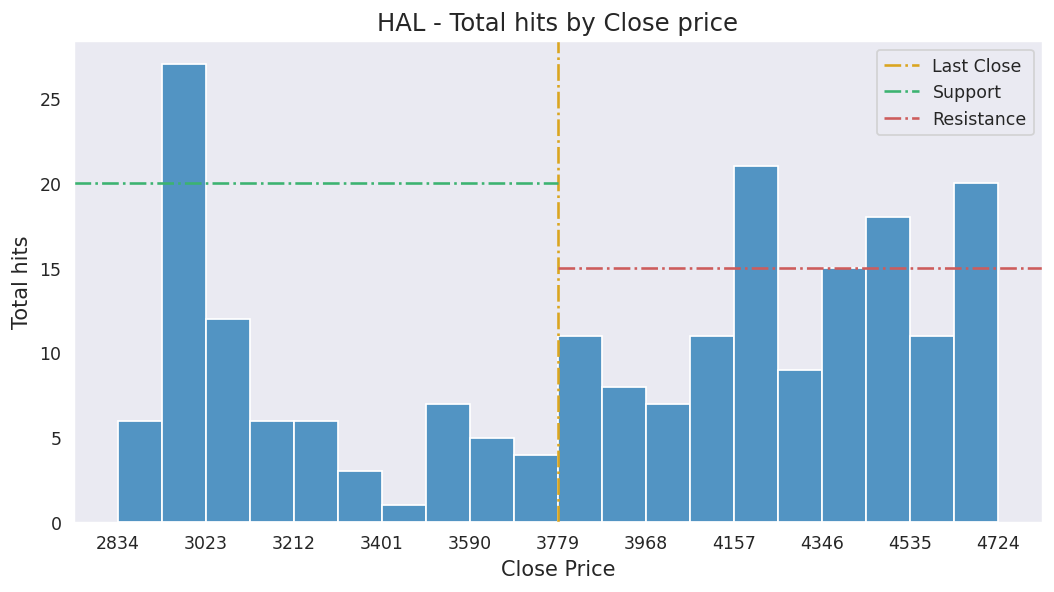 HAL - Total hits by Close price
Last Close
Support
Resistance
25
20
15
10
5
0
Total hits
2834 3023 3212 3401 3590 3779 3968 4157 4346 4535 4724
Close Price